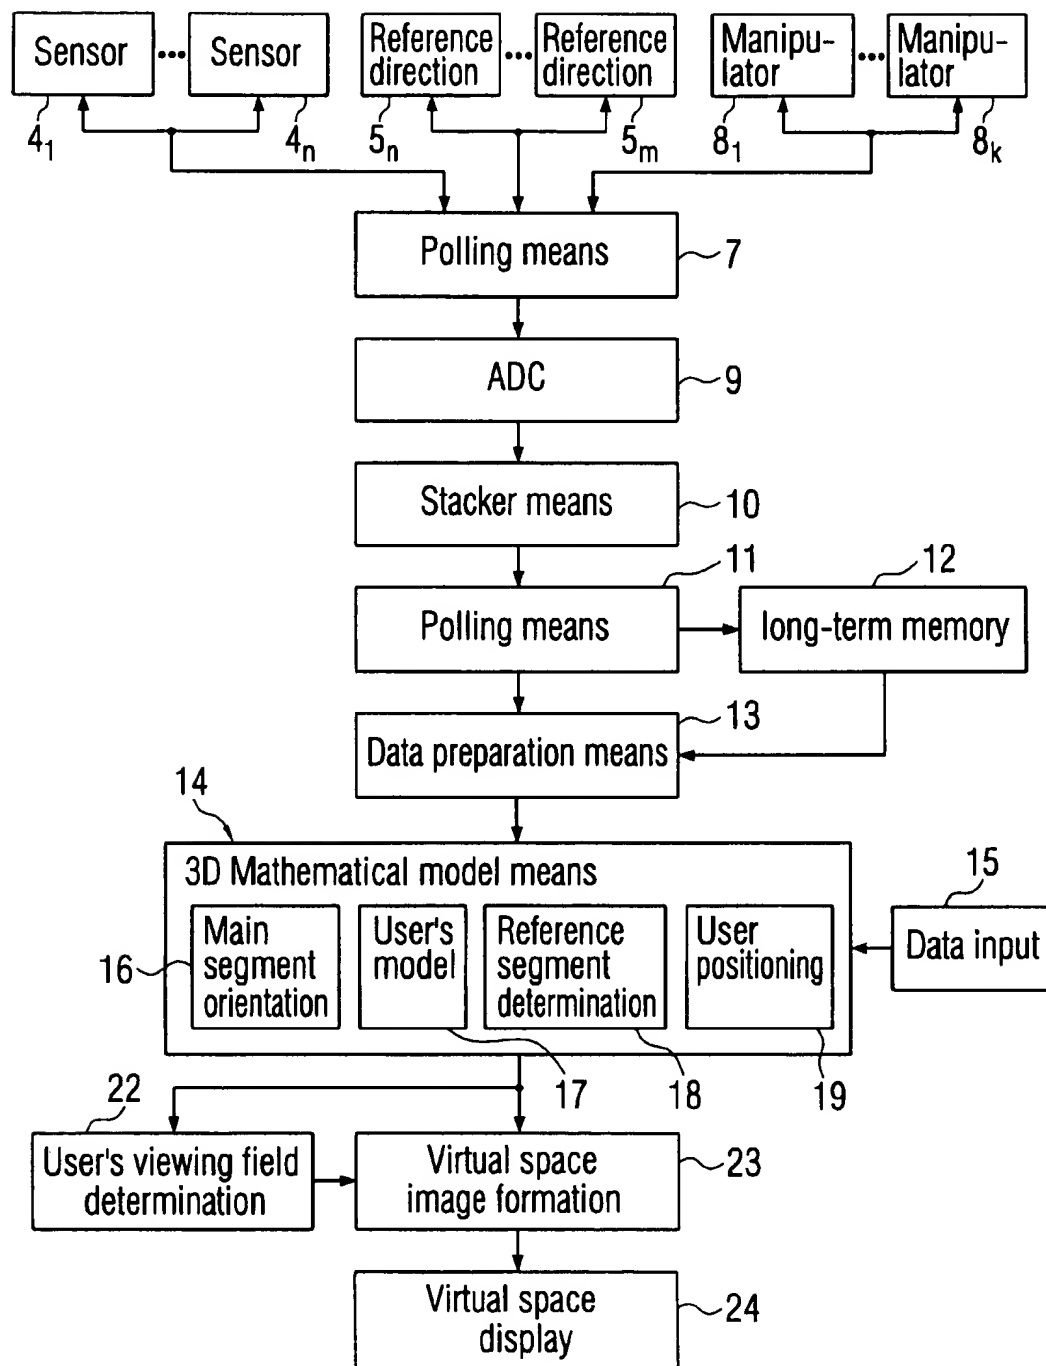 Sensor ... Sensor
Reference
direction
...
Reference
direction
Manipu-
lator
...
Manipu-
lator
4₁
4ₙ
5ₙ
5ₘ
8₁
8ₖ
Polling means
7
ADC
9
Stacker means
10
Polling means
11
long-term memory
12
Data preparation means
13
14
3D Mathematical model means
Main
segment
orientation
16
User's
model
17
Reference
segment
determination
18
User
positioning
19
15
Data input
22
User's viewing field
determination
Virtual space
image formation
23
Virtual space
display
24